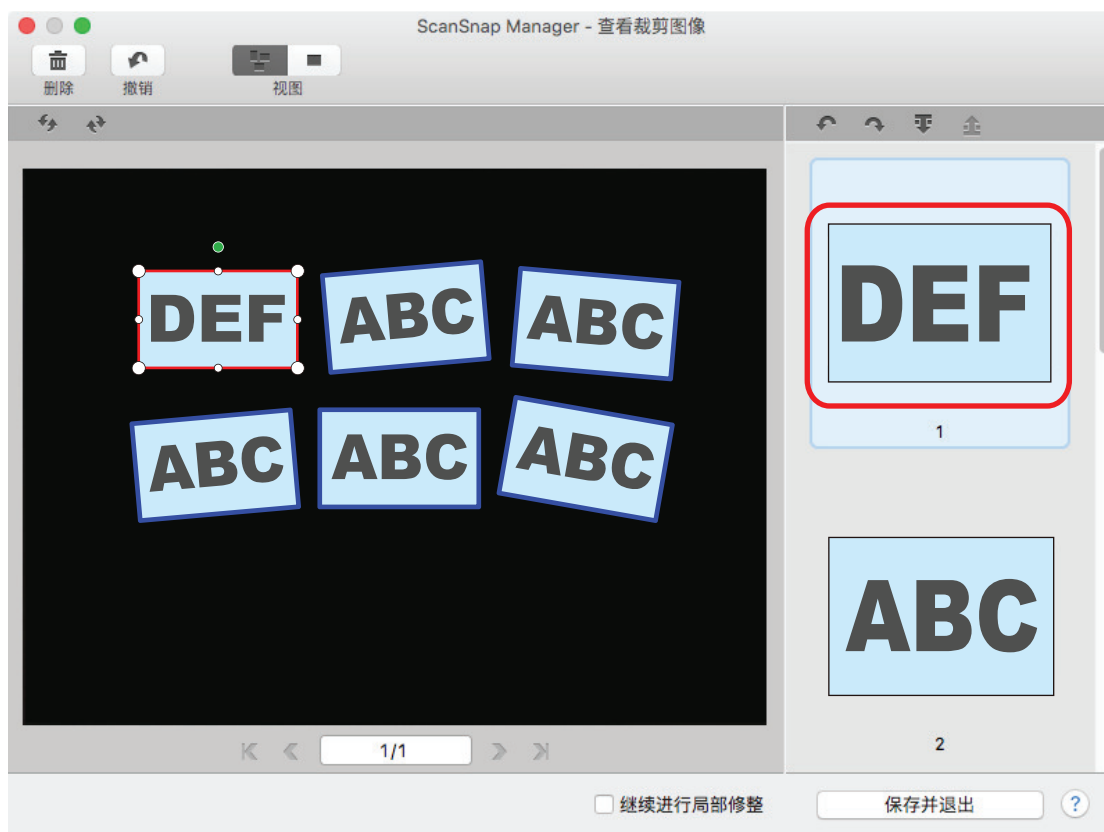 ScanSnap Manager - 查看裁剪图像
删除 撤销 视图
DEF ABC ABC
ABC ABC ABC
DEF
1
ABC
2
1/1
继续进行局部修整 保存并退出 ?